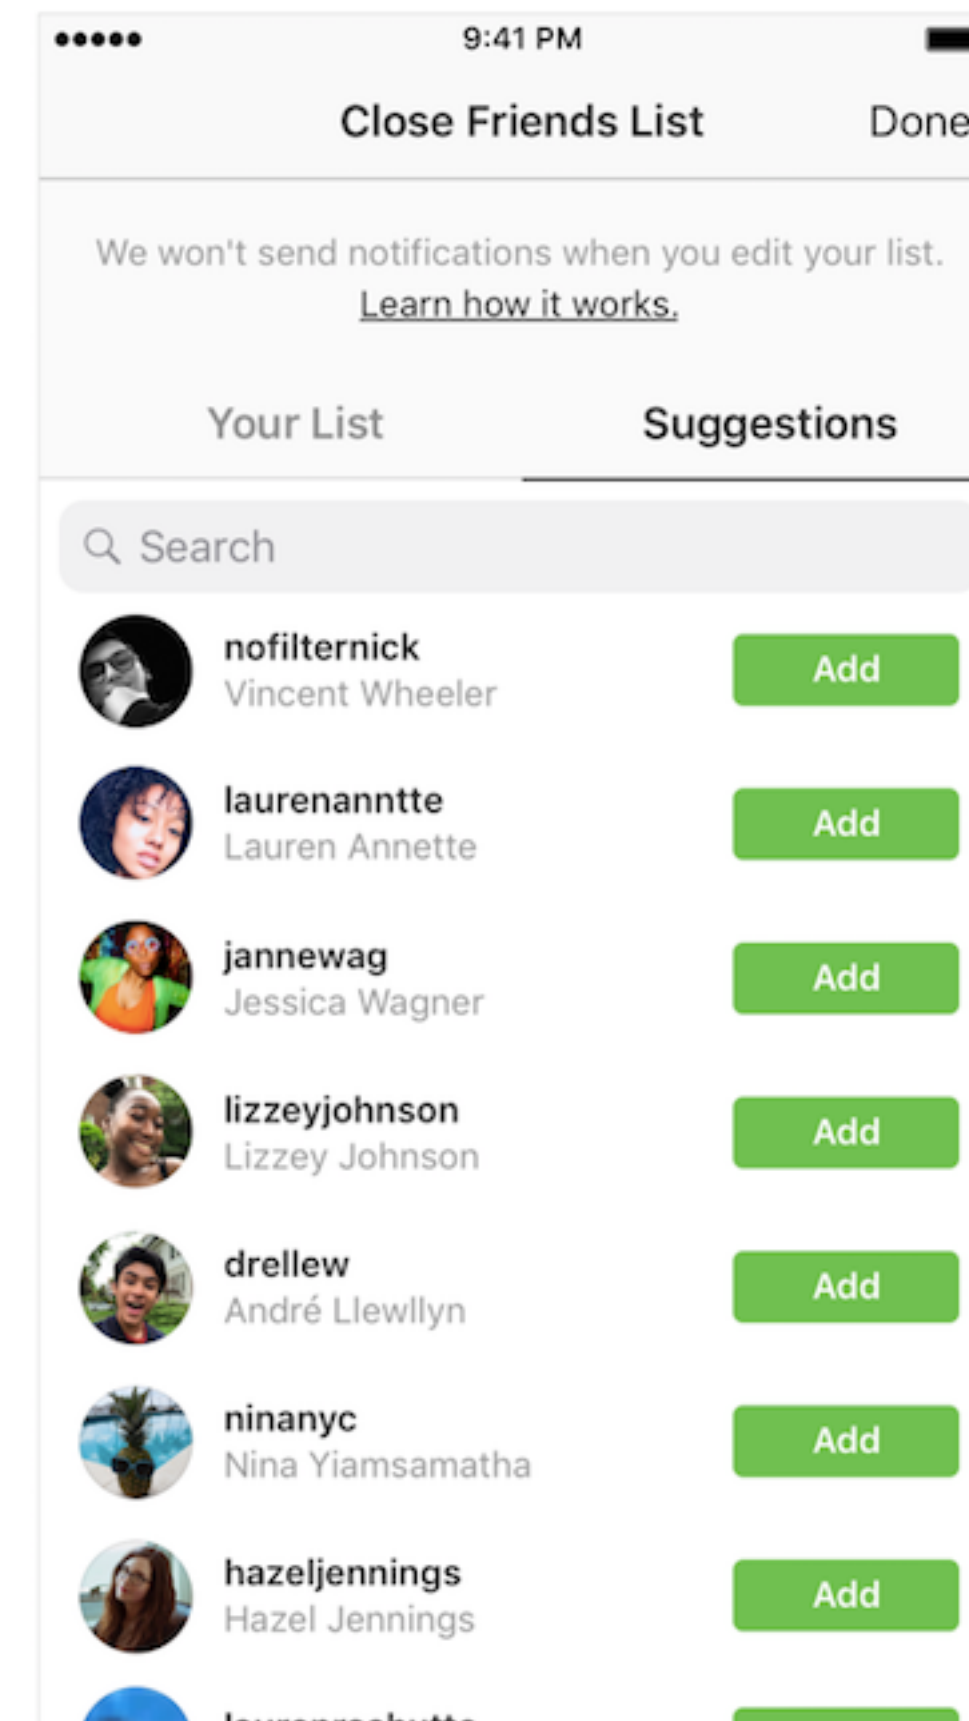 9:41 PM
Close Friends List
Done
We won't send notifications when you edit your list.
Learn how it works.
Your List
Suggestions
Search
nofilternick
Vincent Wheeler
Add
laurenanntte
Lauren Annette
Add
jannewag
Jessica Wagner
Add
lizzeyjohnson
Lizzey Johnson
Add
drellew
André Llewllyn
Add
ninanyc
Nina Yiamsamatha
Add
hazeljennings
Hazel Jennings
Add